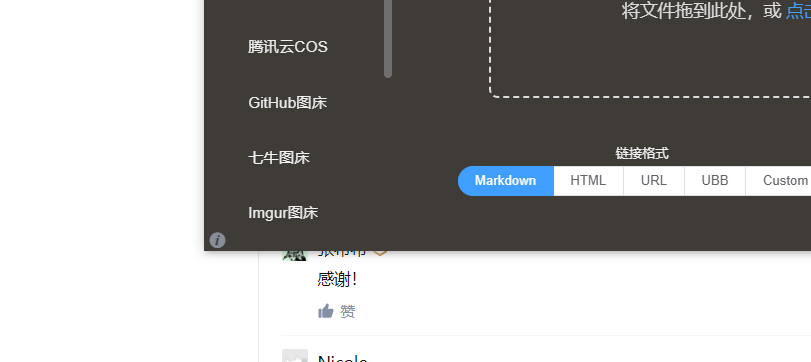 将文件拖到此处，或 点击
腾讯云COS
GitHub图床
七牛图床
链接格式
Markdown HTML URL UBB Custom
Imgur图床
感谢！
赞
Nicole